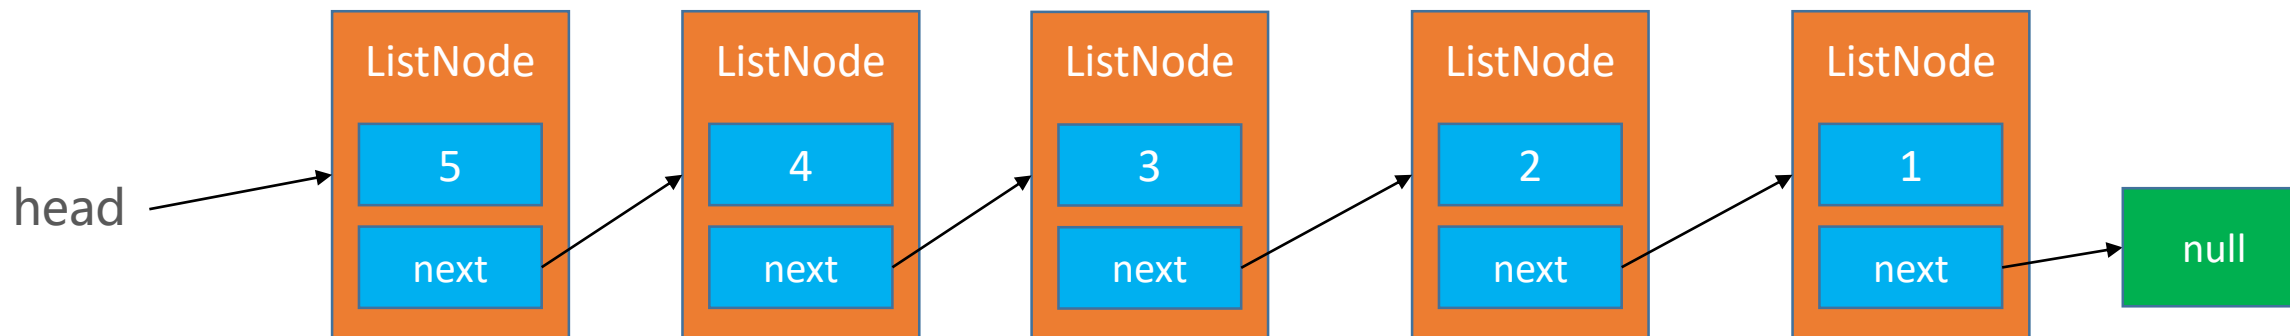 ListNode ListNode ListNode ListNode ListNode
5 4 3 2 1
head
next next next next next
null